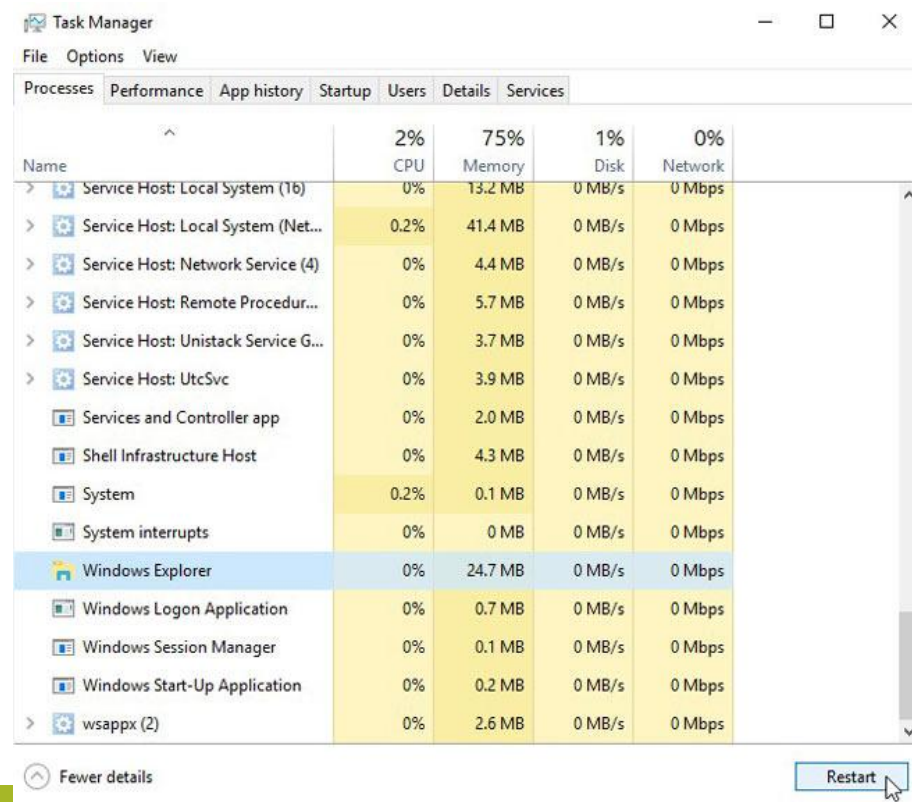 Task Manager
File Options View
Processes Performance App history Startup Users Details Services
2% 75% 1% 0%
Name CPU Memory Disk Network
Service Host: Local System (16) 0% 13.2 MB 0 MB/s 0 Mbps
Service Host: Local System (Net... 0.2% 41.4 MB 0 MB/s 0 Mbps
Service Host: Network Service (4) 0% 4.4 MB 0 MB/s 0 Mbps
Service Host: Remote Procedur... 0% 5.7 MB 0 MB/s 0 Mbps
Service Host: Unistack Service G... 0% 3.7 MB 0 MB/s 0 Mbps
Service Host: UtcSvc 0% 3.9 MB 0 MB/s 0 Mbps
Services and Controller app 0% 2.0 MB 0 MB/s 0 Mbps
Shell Infrastructure Host 0% 4.3 MB 0 MB/s 0 Mbps
System 0.2% 0.1 MB 0 MB/s 0 Mbps
System interrupts 0% 0 MB 0 MB/s 0 Mbps
Windows Explorer 0% 24.7 MB 0 MB/s 0 Mbps
Windows Logon Application 0% 0.7 MB 0 MB/s 0 Mbps
Windows Session Manager 0% 0.1 MB 0 MB/s 0 Mbps
Windows Start-Up Application 0% 0.2 MB 0 MB/s 0 Mbps
wsappx (2) 0% 2.6 MB 0 MB/s 0 Mbps
Fewer details Restart